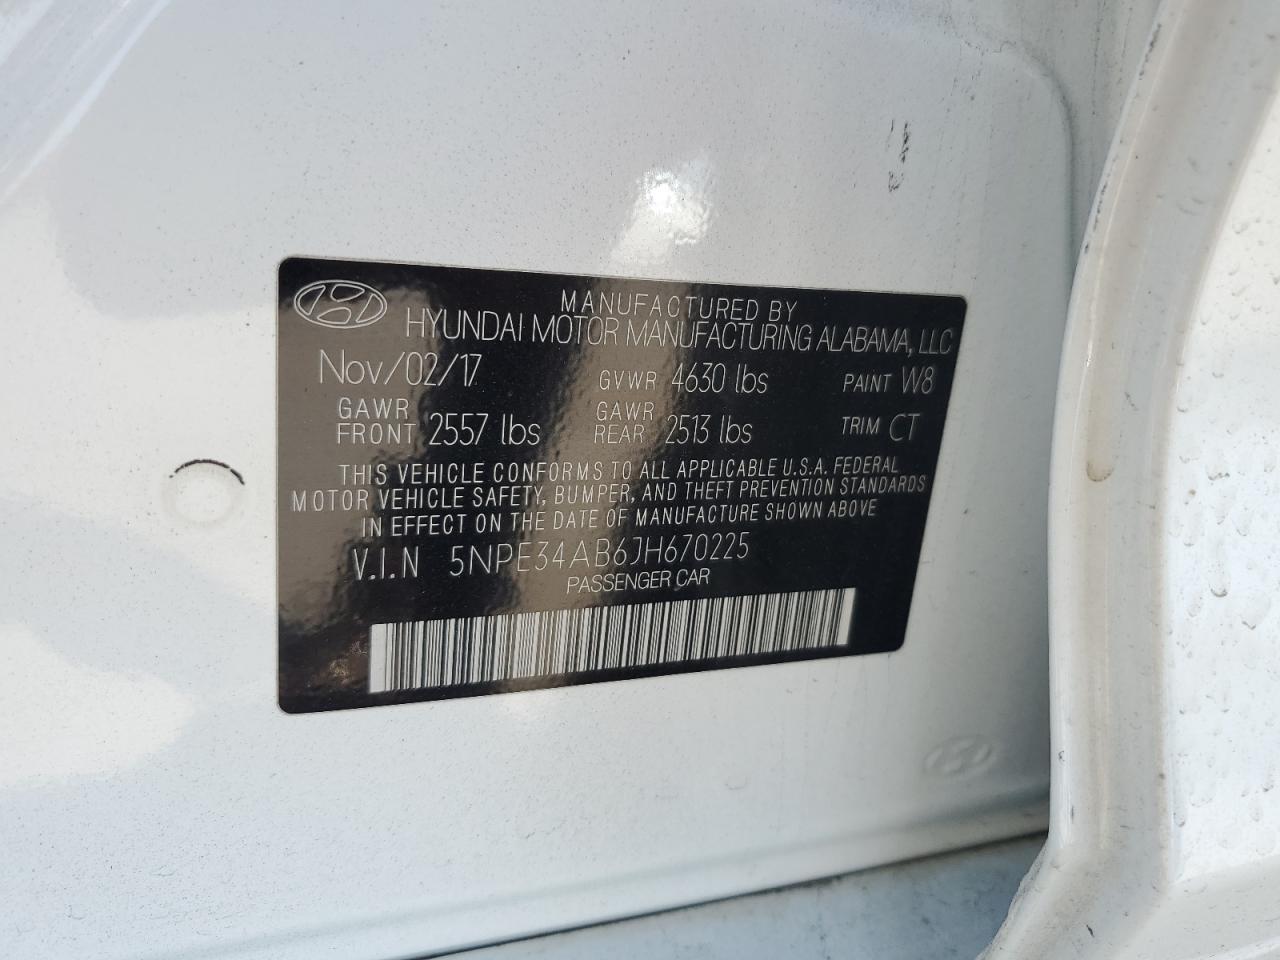 MANUFACTURED BY
HYUNDAI MOTOR MANUFACTURING ALABAMA, LLC
Nov/02/17 GVWR 4630 lbs PAINT W8
GAWR FRONT 2557 lbs GAWR REAR 2513 lbs TRIM CT
THIS VEHICLE CONFORMS TO ALL APPLICABLE U.S.A. FEDERAL
MOTOR VEHICLE SAFETY, BUMPER, AND THEFT PREVENTION STANDARDS
IN EFFECT ON THE DATE OF MANUFACTURE SHOWN ABOVE
V.I.N 5NPE34AB6JH670225
PASSENGER CAR